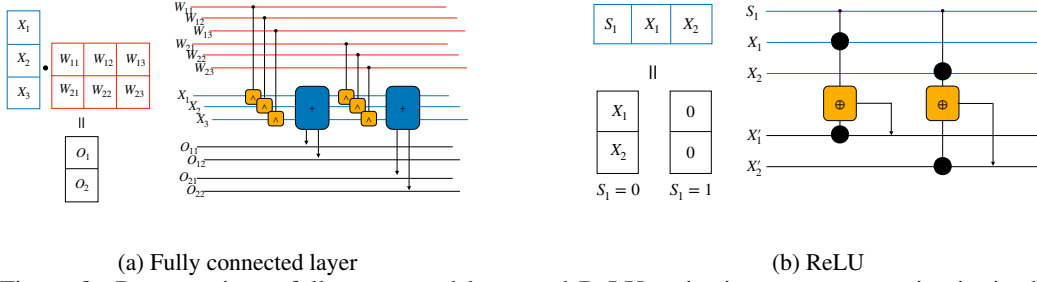 X₁
X₂
X₃
•
W₁₁ W₁₂ W₁₃
W₂₁ W₂₂ W₂₃
=
O₁
O₂
W₁₁
W₁₂
W₁₃
W₂₁
W₂₂
W₂₃
X₁
X₂
X₃
∧ ∧ ∧ + ∧ ∧ ∧ +
O₁₁
O₁₂
O₂₁
O₂₂
(a) Fully connected layer
S₁ X₁ X₂
=
X₁ 0
X₂ 0
S₁ = 0 S₁ = 1
S₁
X₁
X₂
⊕ ⊕
X₁′
X₂′
(b) ReLU